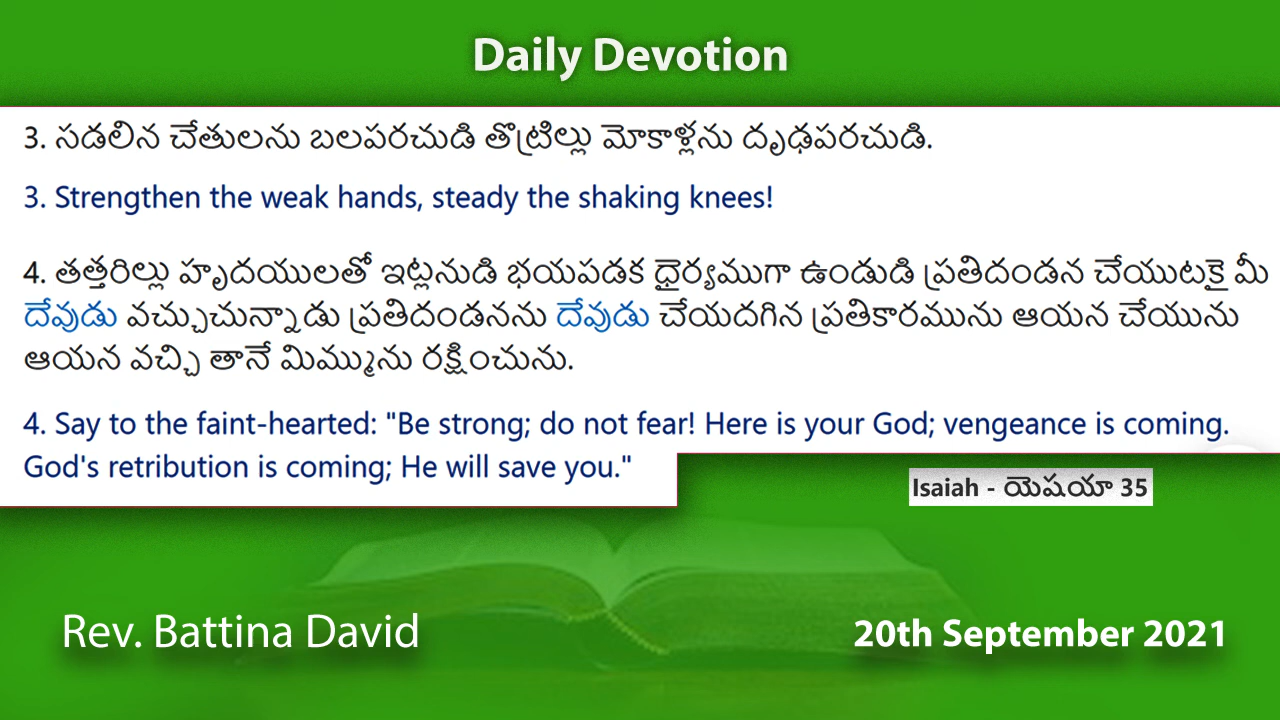 Daily Devotion
3. సడలిన చేతులను బలపరచుడి తొట్రిల్లు మోకాళ్లను దృఢపరచుడి.
3. Strengthen the weak hands, steady the shaking knees!
4. తత్తరిల్లు హృదయులతో ఇట్లనుడి భయపడక ధైర్యముగా ఉండుడి ప్రతిదండన చేయుటకై మీ
దేవుడు వచ్చుచున్నాడు ప్రతిదండనను దేవుడు చేయదగిన ప్రతికారమును ఆయన చేయును
ఆయన వచ్చి తానే మిమ్మును రక్షించును.
4. Say to the faint-hearted: "Be strong; do not fear! Here is your God; vengeance is coming.
God's retribution is coming; He will save you."
Isaiah - యెషయా 35
Rev. Battina David
20th September 2021